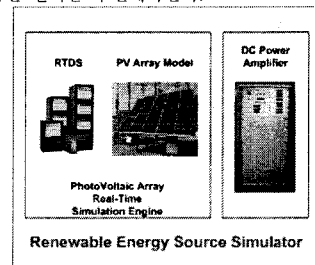 RTDS
PV Array Model
DC Power
Amplifier
PhotoVoltaic Array
Real-Time
Simulation Engine
Renewable Energy Source Simulator